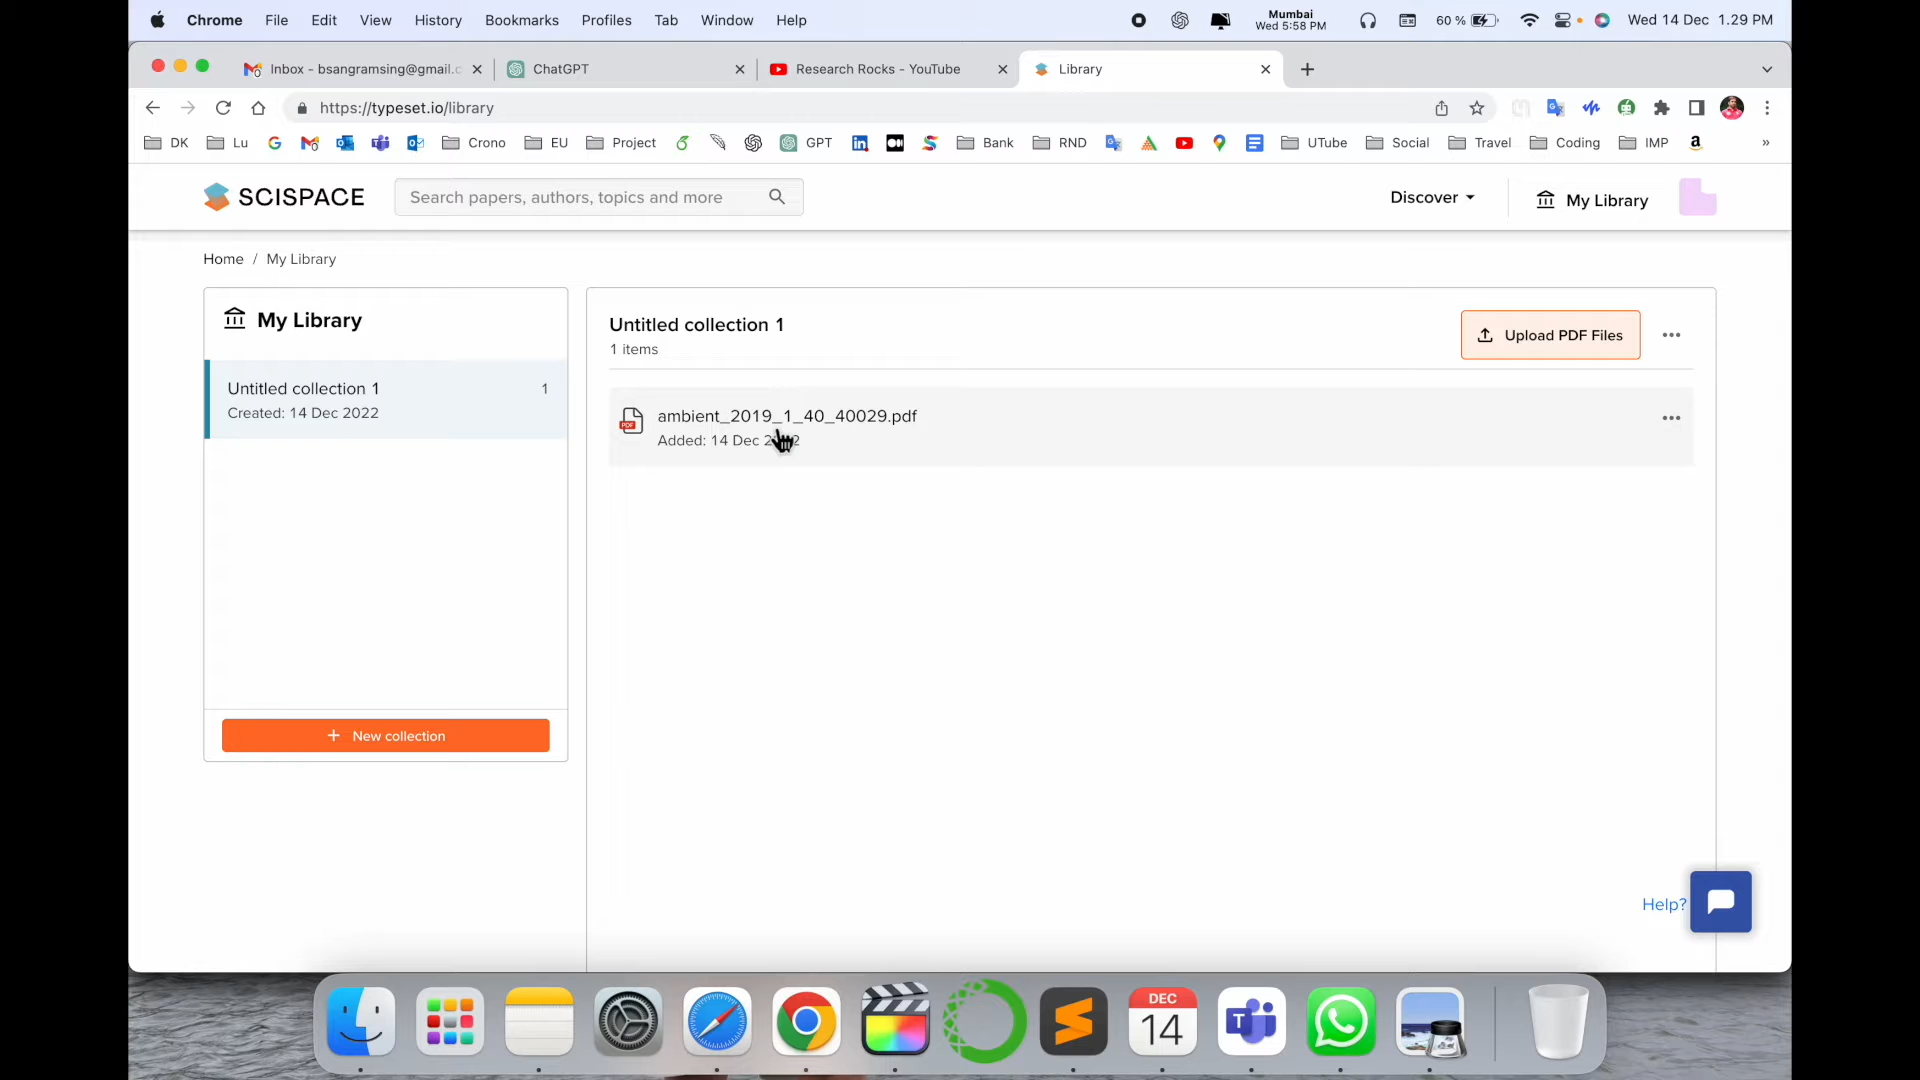 Chrome File Edit View History Bookmarks Profiles Tab Window Help
Mumbai
Wed 5:58 PM
60 %
Wed 14 Dec 1.29 PM
Inbox - bsangramsing@gmail.c
ChatGPT
Research Rocks - YouTube
Library
https://typeset.io/library
DK Lu Crono EU Project GPT Bank RND UTube Social Travel Coding IMP »
SCISPACE
Search papers, authors, topics and more
Discover
My Library
Home / My Library
My Library
Untitled collection 1 1
Created: 14 Dec 2022
+ New collection
Untitled collection 1
1 items
Upload PDF Files
PDF
ambient_2019_1_40_40029.pdf
Added: 14 Dec 2
Help?
DEC
14